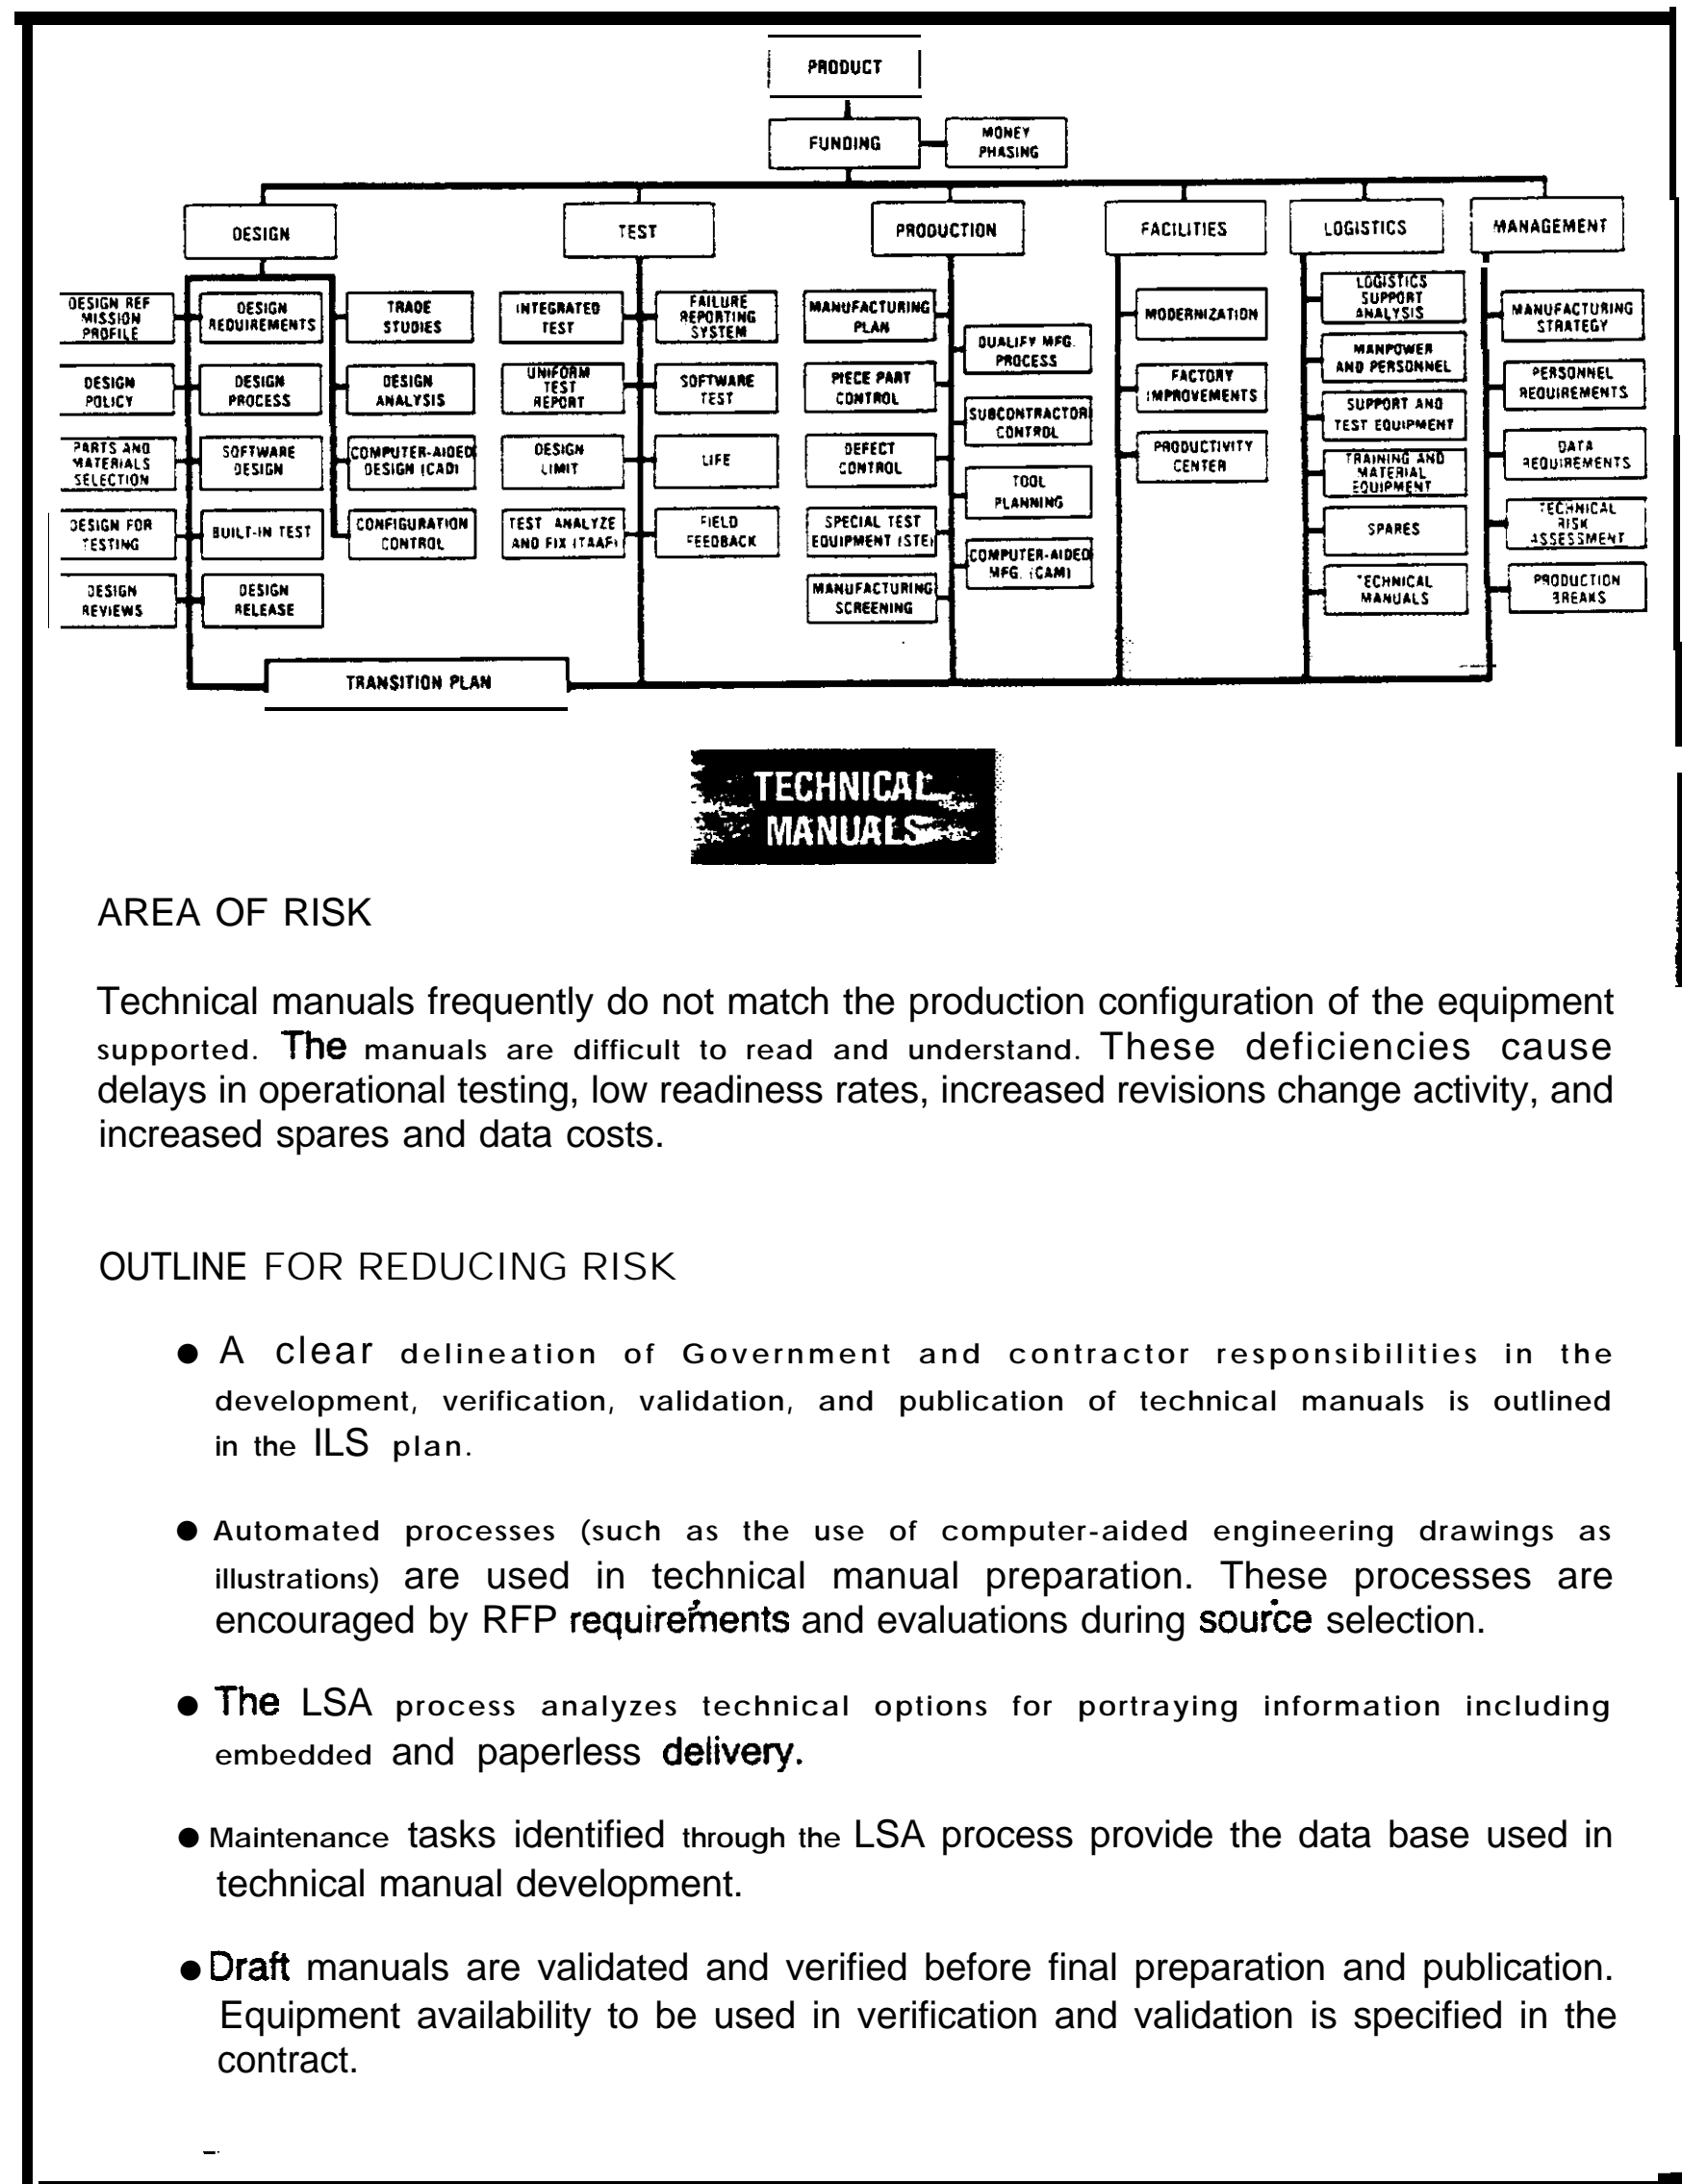 PRODUCT
FUNDING
MONEY
PHASING
DESIGN
TEST
PRODUCTION
FACILITIES
LOGISTICS
MANAGEMENT
DESIGN REF
MISSION
PROFILE
DESIGN
POLICY
PARTS AND
MATERIALS
SELECTION
DESIGN FOR
TESTING
DESIGN
REVIEWS
DESIGN
REQUIREMENTS
DESIGN
PROCESS
SOFTWARE
DESIGN
BUILT-IN TEST
DESIGN
RELEASE
TRADE
STUDIES
DESIGN
ANALYSIS
COMPUTER-AIDED
DESIGN (CAD)
CONFIGURATION
CONTROL
INTEGRATED
TEST
UNIFORM
TEST
REPORT
DESIGN
LIMIT
TEST ANALYZE
AND FIX (TAAF)
FAILURE
REPORTING
SYSTEM
SOFTWARE
TEST
LIFE
FIELD
FEEDBACK
MANUFACTURING
PLAN
PIECE PART
CONTROL
DEFECT
CONTROL
SPECIAL TEST
EQUIPMENT (STE)
MANUFACTURING
SCREENING
QUALIFY MFG.
PROCESS
SUBCONTRACTOR
CONTROL
TOOL
PLANNING
COMPUTER-AIDED
MFG. (CAM)
MODERNIZATION
FACTORY
IMPROVEMENTS
PRODUCTIVITY
CENTER
LOGISTICS
SUPPORT
ANALYSIS
MANPOWER
AND PERSONNEL
SUPPORT AND
TEST EQUIPMENT
TRAINING AND
MATERIAL
EQUIPMENT
SPARES
TECHNICAL
MANUALS
MANUFACTURING
STRATEGY
PERSONNEL
REQUIREMENTS
DATA
REQUIREMENTS
TECHNICAL
RISK
ASSESSMENT
PRODUCTION
BREAKS
TRANSITION PLAN
TECHNICAL
MANUALS
AREA OF RISK
Technical manuals frequently do not match the production configuration of the equipment
supported. The manuals are difficult to read and understand. These deficiencies cause
delays in operational testing, low readiness rates, increased revisions change activity, and
increased spares and data costs.
OUTLINE FOR REDUCING RISK
● A clear delineation of Government and contractor responsibilities in the
development, verification, validation, and publication of technical manuals is outlined
in the ILS plan.
● Automated processes (such as the use of computer-aided engineering drawings as
illustrations) are used in technical manual preparation. These processes are
encouraged by RFP requirements and evaluations during source selection.
● The LSA process analyzes technical options for portraying information including
embedded and paperless delivery.
● Maintenance tasks identified through the LSA process provide the data base used in
technical manual development.
● Draft manuals are validated and verified before final preparation and publication.
Equipment availability to be used in verification and validation is specified in the
contract.